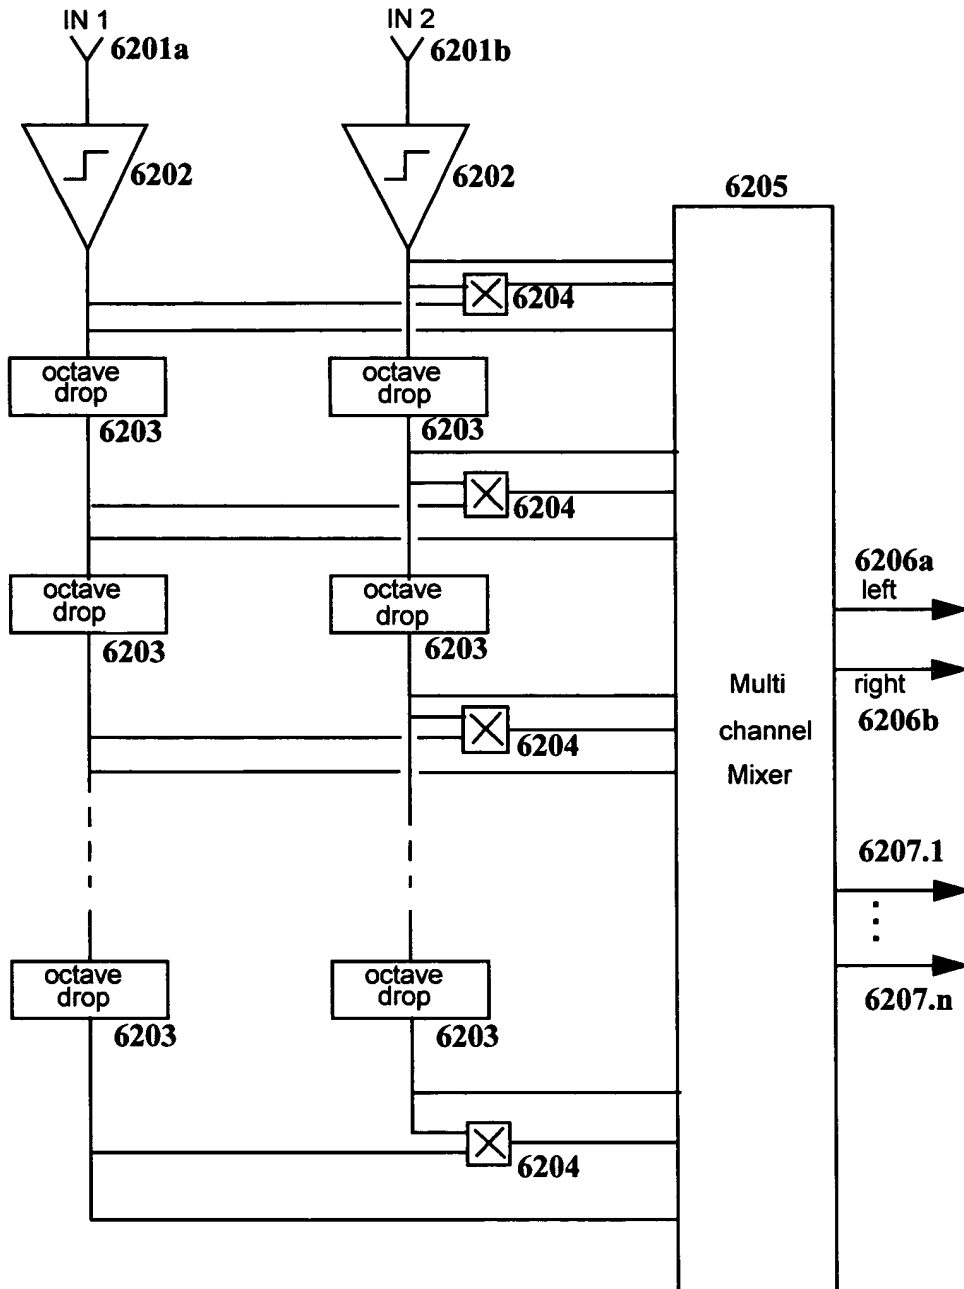 IN 1
6201a
IN 2
6201b
6202
6202
6205
6204
octave
drop
6203
octave
drop
6203
6204
octave
drop
6203
octave
drop
6203
6204
6206a
left
right
6206b
Multi
channel
Mixer
6207.1
6207.n
octave
drop
6203
octave
drop
6203
6204